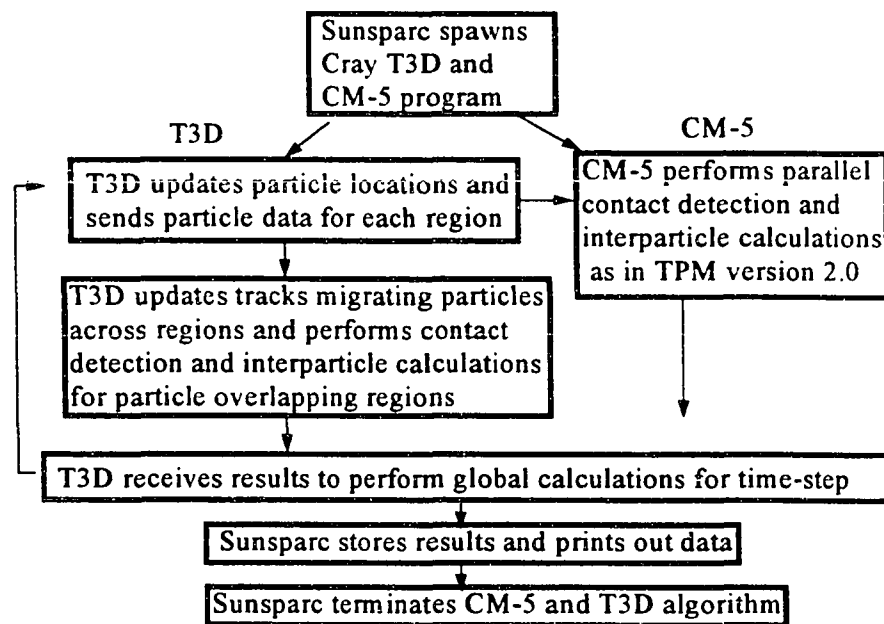 Sunsparc spawns
Cray T3D and
CM-5 program
T3D
CM-5
T3D updates particle locations and
sends particle data for each region
CM-5 performs parallel
contact detection and
interparticle calculations
as in TPM version 2.0
T3D updates tracks migrating particles
across regions and performs contact
detection and interparticle calculations
for particle overlapping regions
T3D receives results to perform global calculations for time-step
Sunsparc stores results and prints out data
Sunsparc terminates CM-5 and T3D algorithm